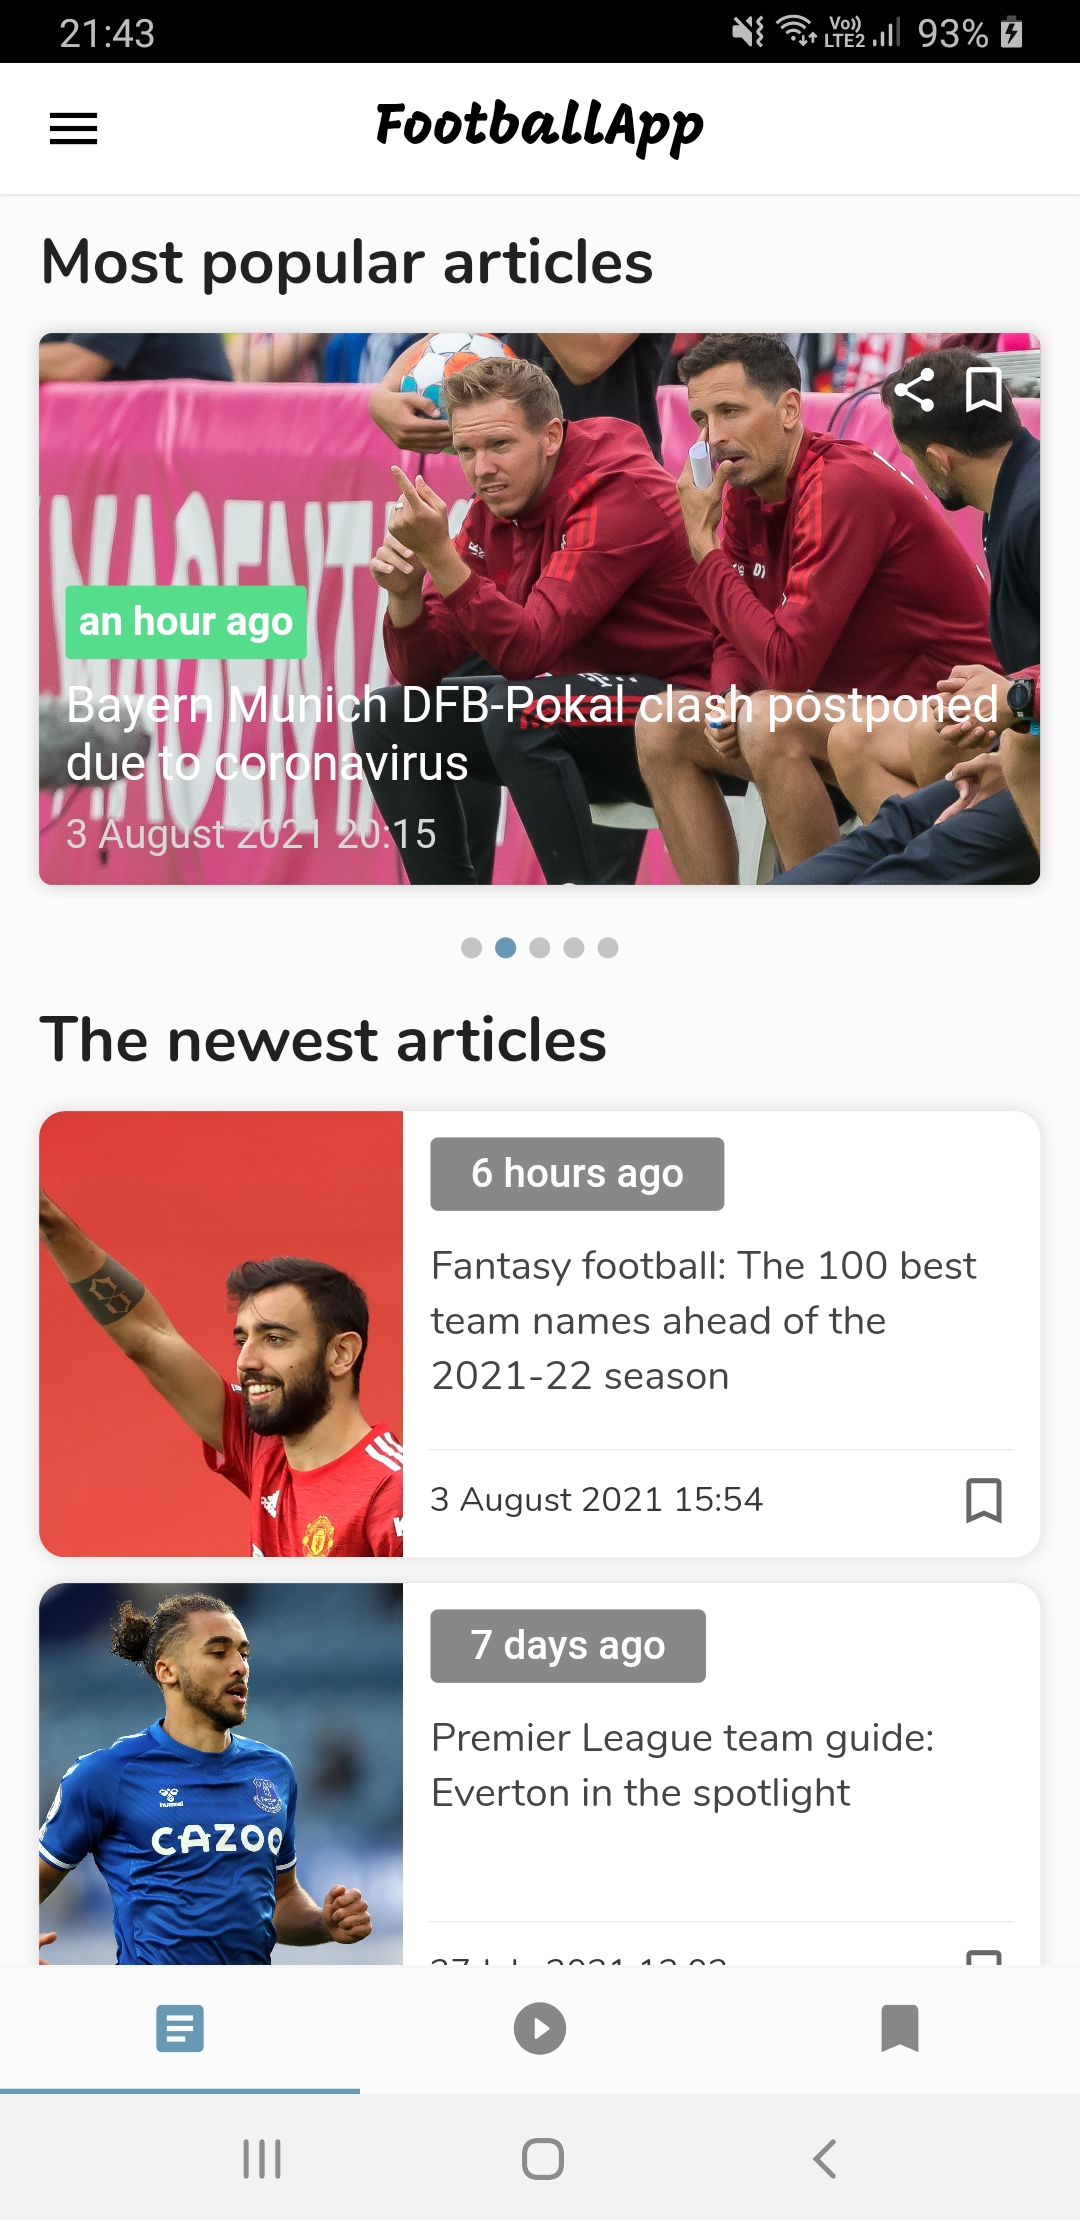 21:43
Vo))
LTE2
93%
FootballApp
Most popular articles
an hour ago
Bayern Munich DFB-Pokal clash postponed
due to coronavirus
3 August 2021 20:15
The newest articles
6 hours ago
Fantasy football: The 100 best
team names ahead of the
2021-22 season
3 August 2021 15:54
7 days ago
Premier League team guide:
Everton in the spotlight
hummel
CAZOO